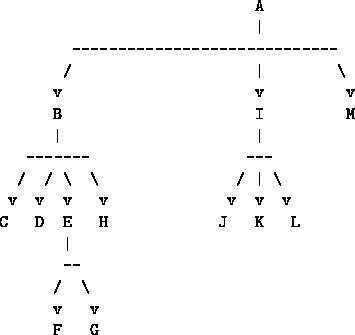 A
|
-----------------------------
/ | \
v v v
B I M
| |
------- ---
/ / \ \ / | \
v v v v v v v
C D E H J K L
|
--
/ \
v v
F G